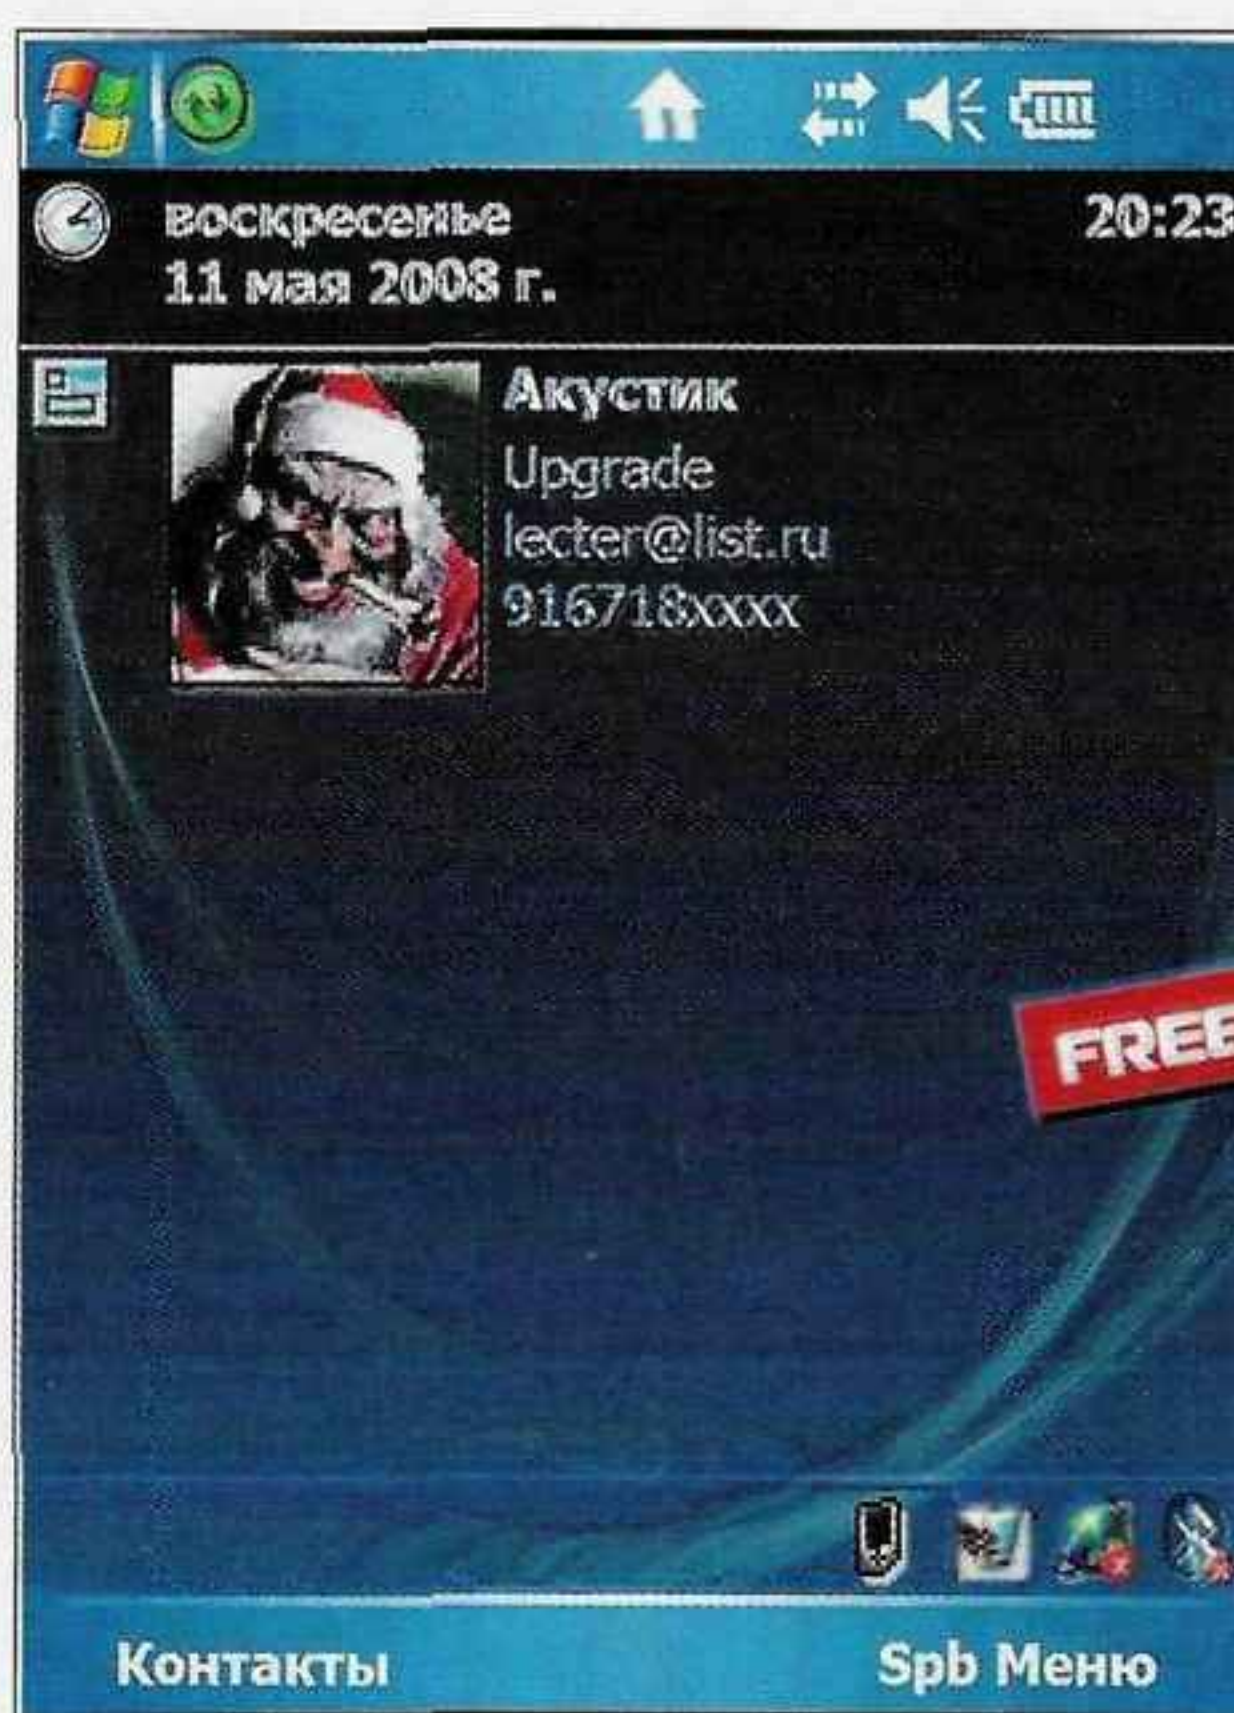 воскресенье
20:23
11 мая 2008 г.
Акустик
Upgrade
lecter@list.ru
916718xxxx
FREE
Контакты
Spb Меню